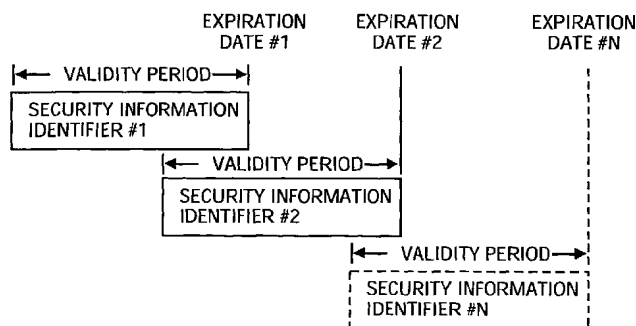 EXPIRATION DATE #1
EXPIRATION DATE #2
EXPIRATION DATE #N
VALIDITY PERIOD
SECURITY INFORMATION
IDENTIFIER #1
VALIDITY PERIOD
SECURITY INFORMATION
IDENTIFIER #2
VALIDITY PERIOD
SECURITY INFORMATION
IDENTIFIER #N